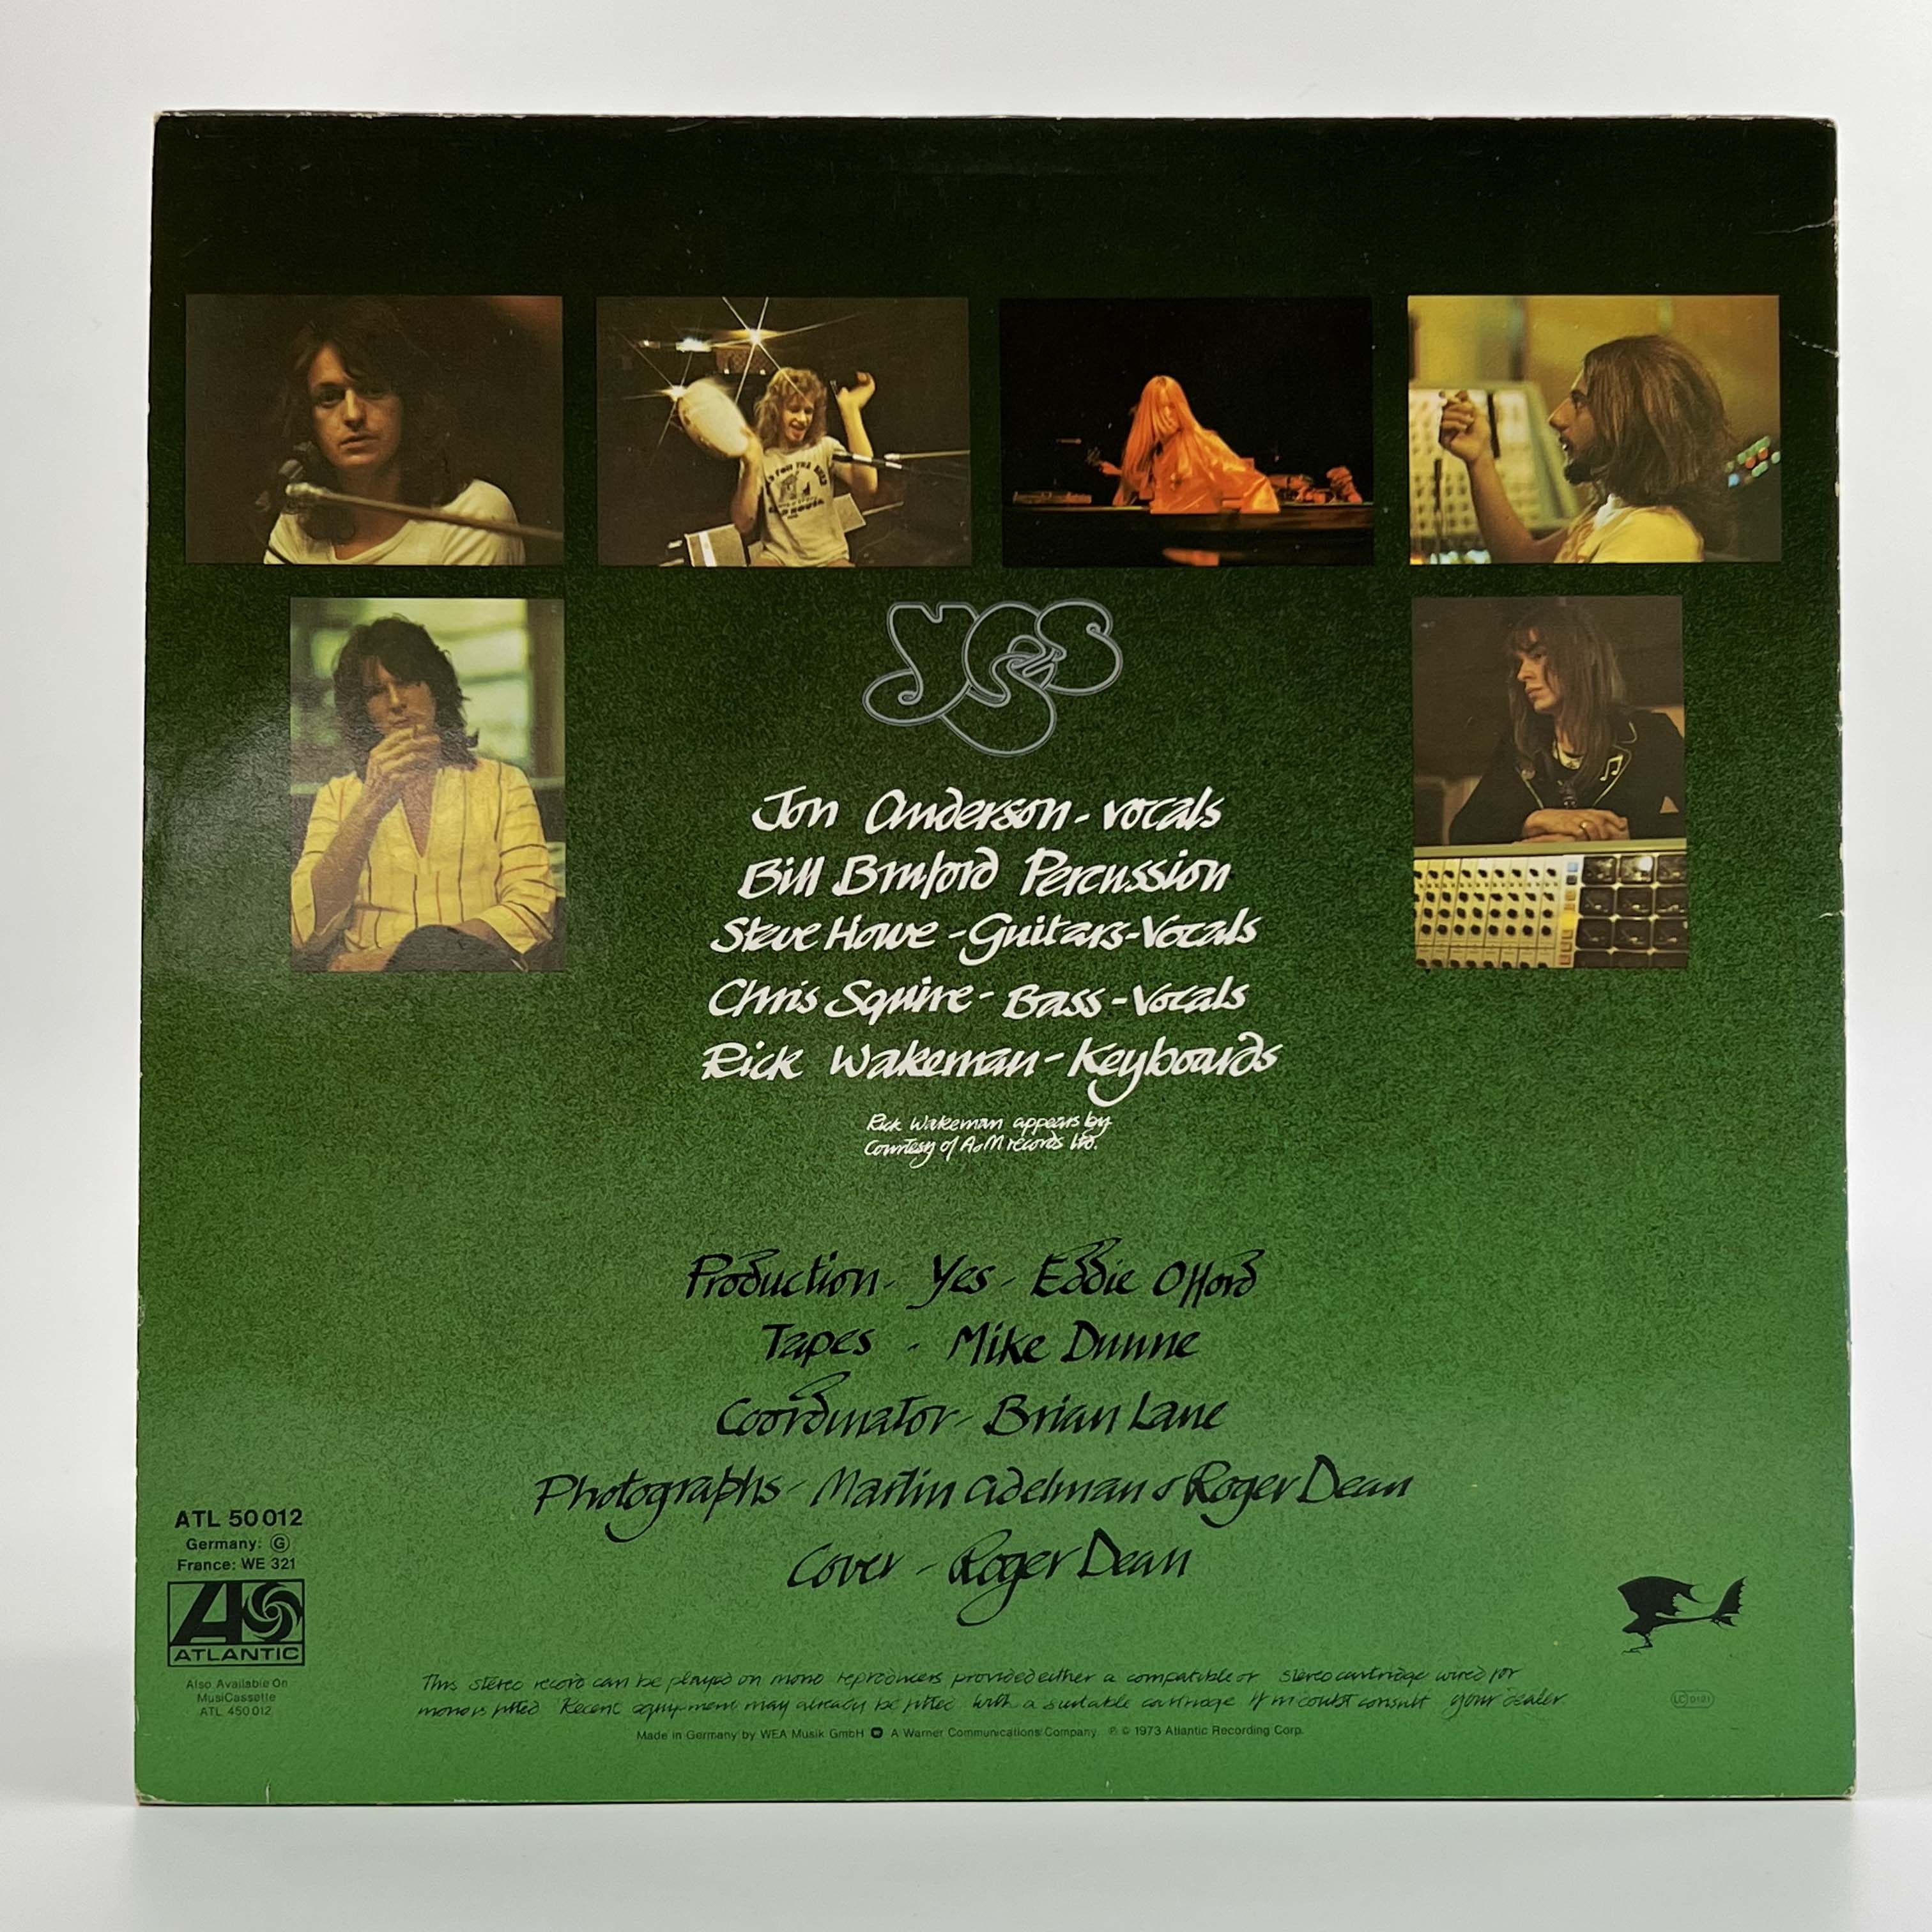 yes
Jon Anderson - vocals
Bill Bruford Percussion
Steve Howe - Guitars - Vocals
Chris Squire - Bass - Vocals
Rick Wakeman - Keyboards
Rick Wakeman appears by
Courtesy of A&M records Ltd.
Production - Yes - Eddie Offord
Tapes - Mike Dunne
Coordinator - Brian Lane
Photographs - Martin Adelman & Roger Dean
Cover - Roger Dean
ATL 50 012
Germany: Ⓖ
France: WE 321
ATLANTIC
Also Available On
MusiCassette
ATL 450 012
This stereo record can be played on mono reproducers provided either a compatible or stereo cartridge wired for
mono is fitted Recent equipment may already be fitted with a suitable cartridge If in doubt consult your dealer
LC 0121
Made in Germany by WEA Musik GmbH A Warner Communications Company. ℗ © 1973 Atlantic Recording Corp.